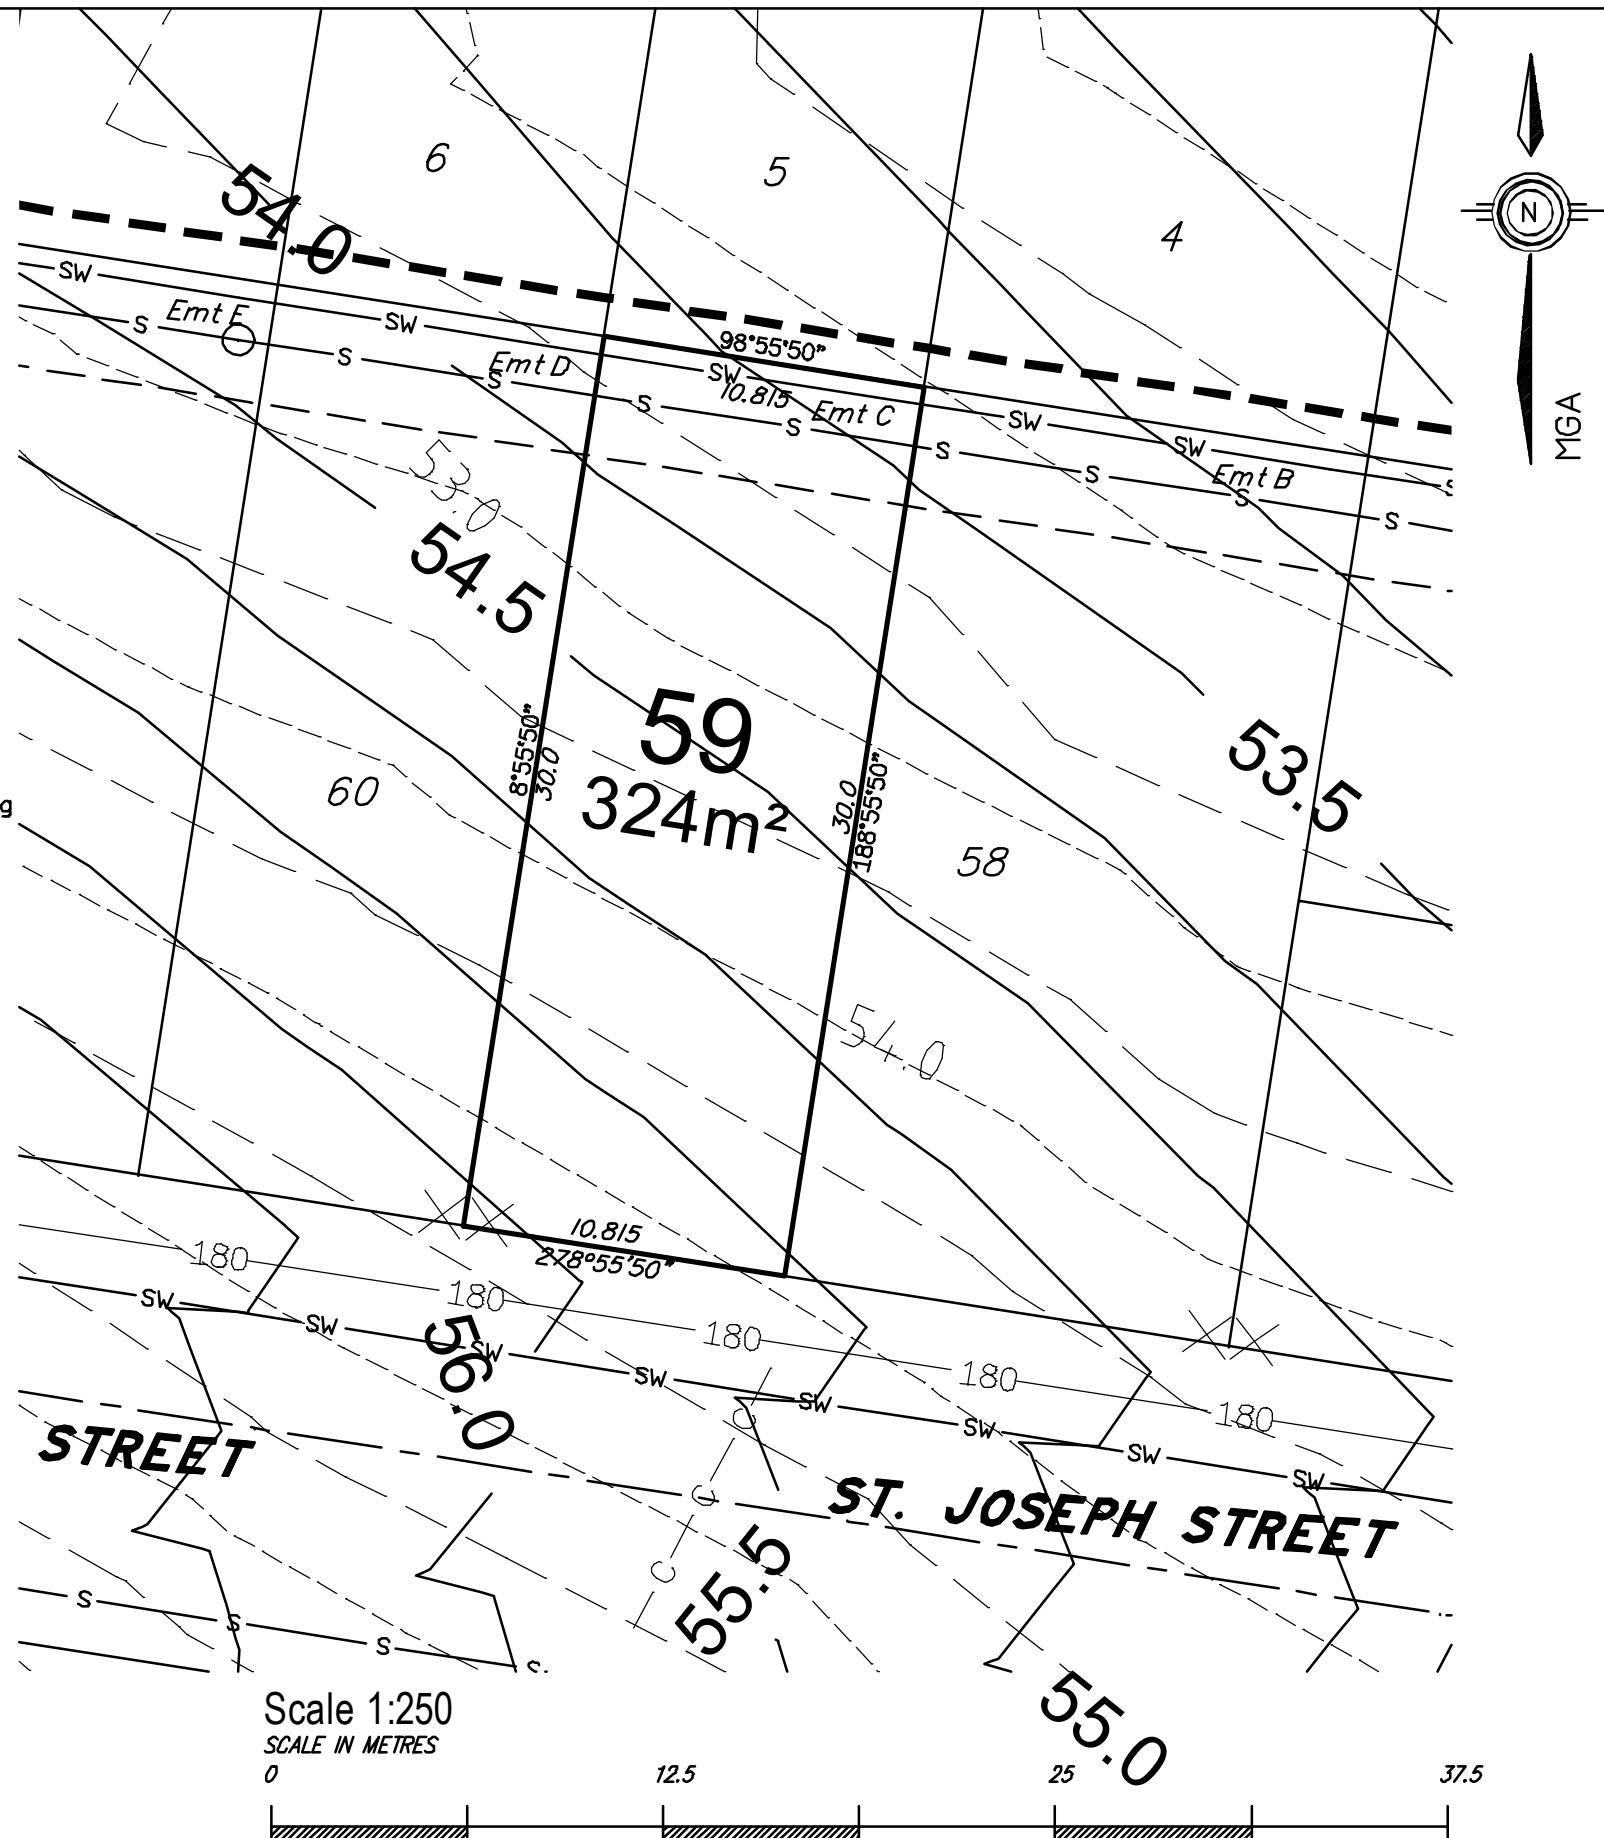 6
5
4
N
MGA
54.0
SW
SW
SW
SW
SW
Emt E
Emt D
Emt C
Emt B
S
S
S
S
S
S
S
S
S
98°55'50"
10.815
53.0
54.5
59
324m²
8°55'50"
30.0
30.0
188°55'50"
53.5
60
58
g
54.0
10.815
278°55'50"
180
180
180
180
180
SW
SW
SW
SW
SW
SW
SW
SW
56.0
C
C
C
STREET
ST. JOSEPH STREET
55.5
S
S
S
S
55.0
Scale 1:250
SCALE IN METRES
0
12.5
25
37.5